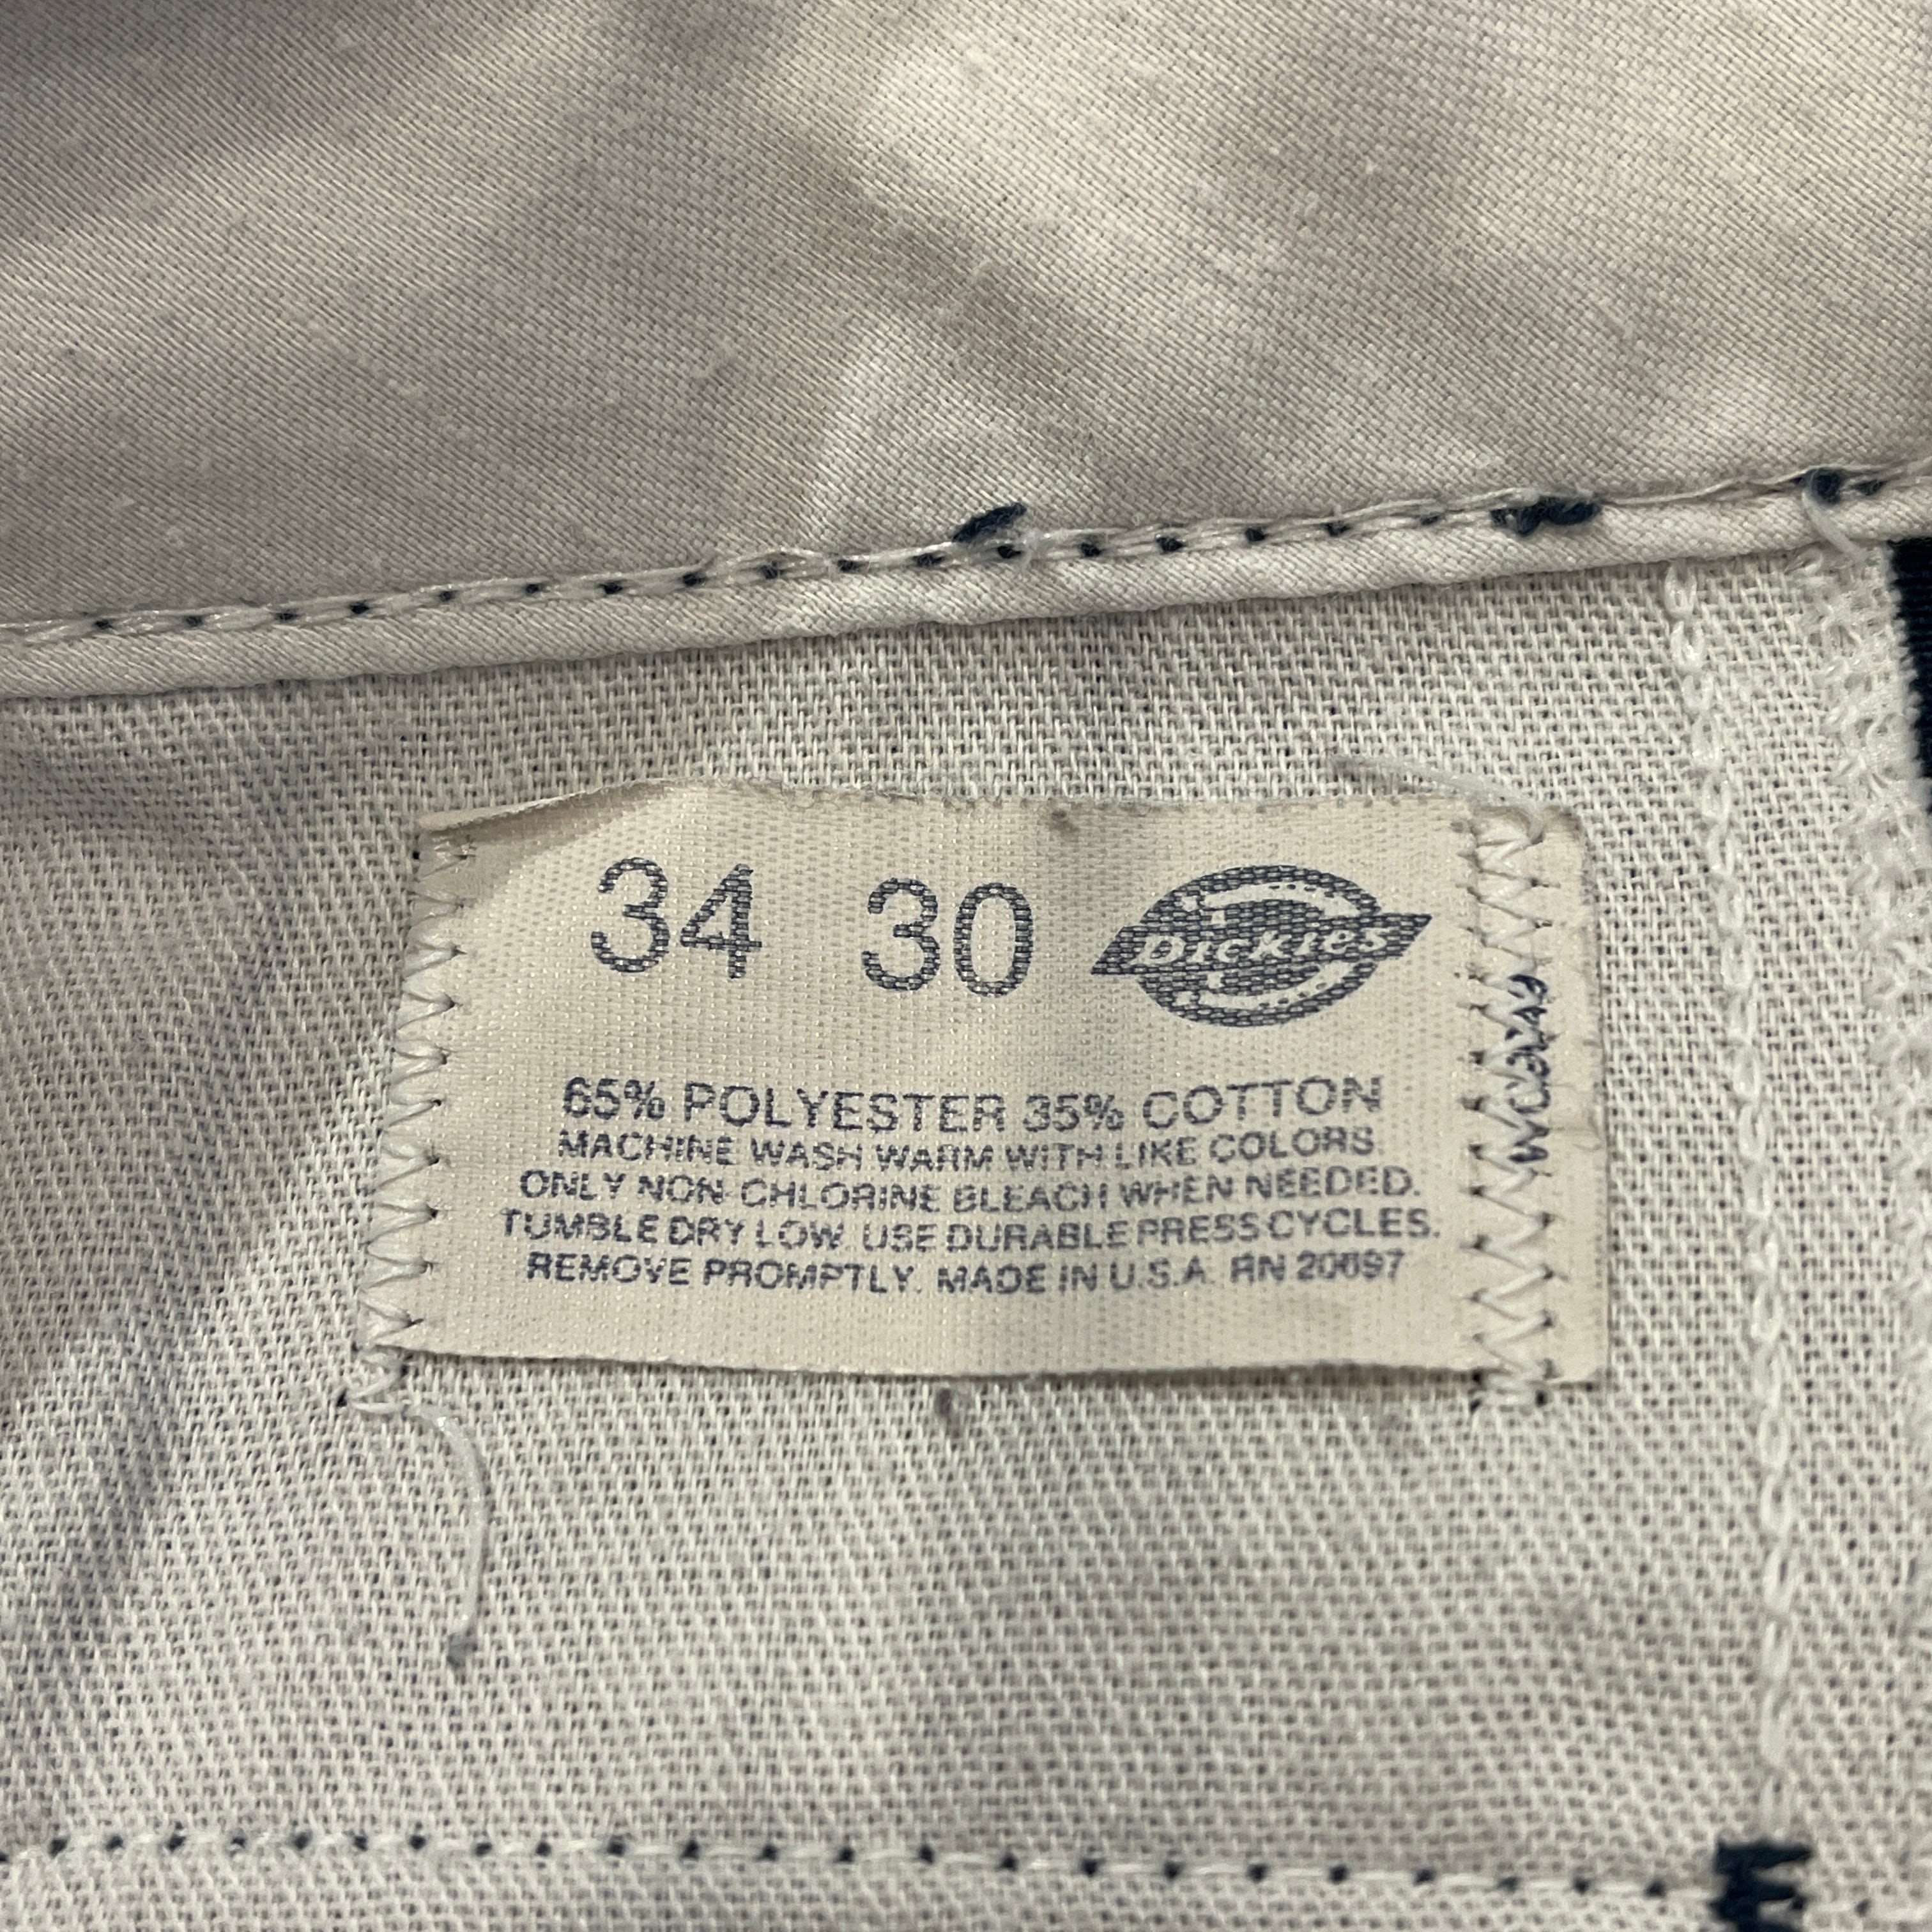 34 30 Dickies
65% POLYESTER 35% COTTON
MACHINE WASH WARM WITH LIKE COLORS
ONLY NON-CHLORINE BLEACH WHEN NEEDED.
TUMBLE DRY LOW. USE DURABLE PRESS CYCLES.
REMOVE PROMPTLY. MADE IN U.S.A. RN 20697